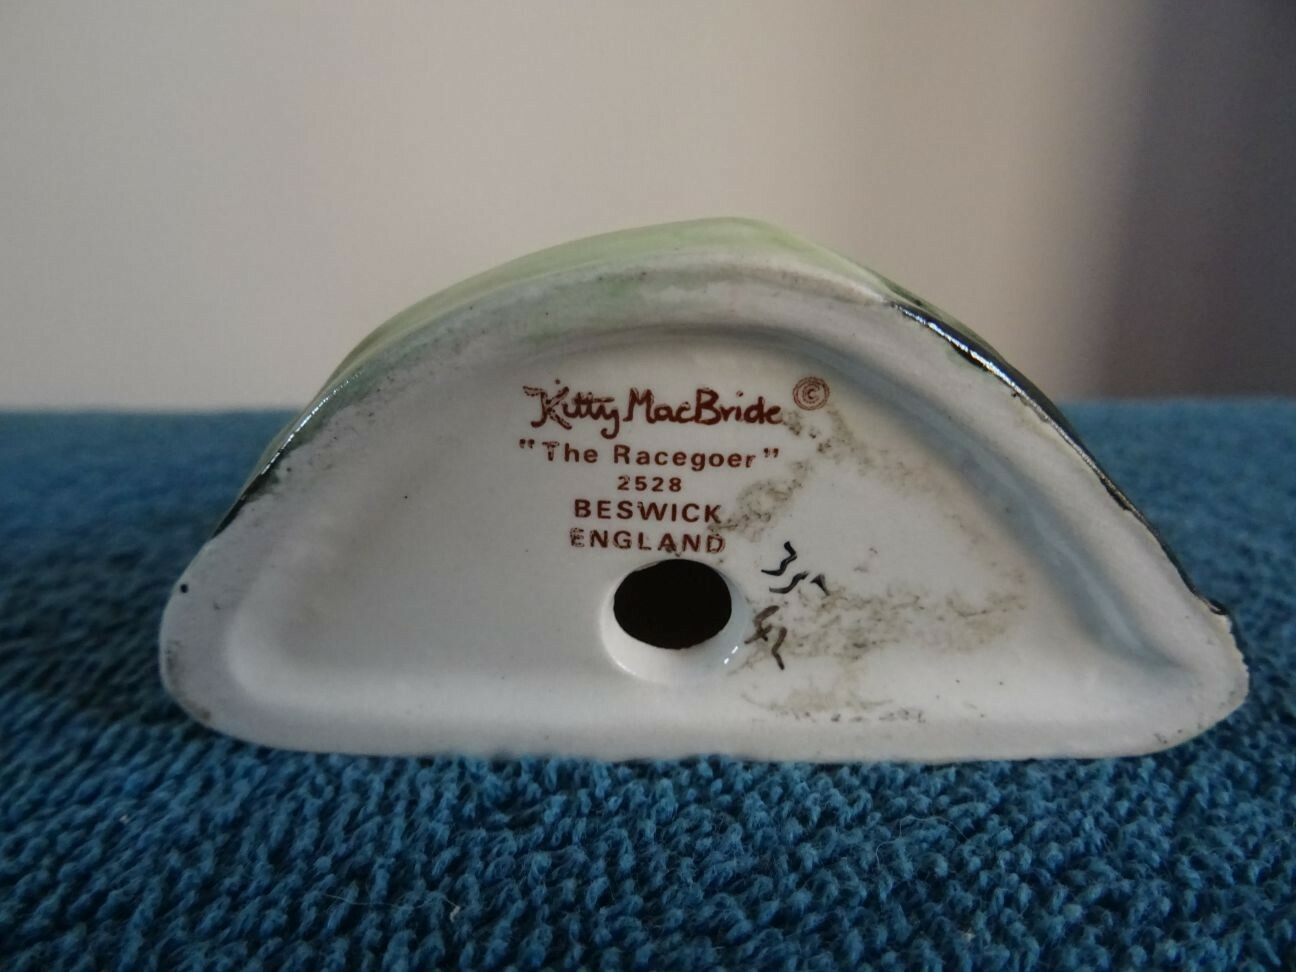 Kitty MacBride ©
"The Racegoer"
2528
BESWICK
ENGLAND